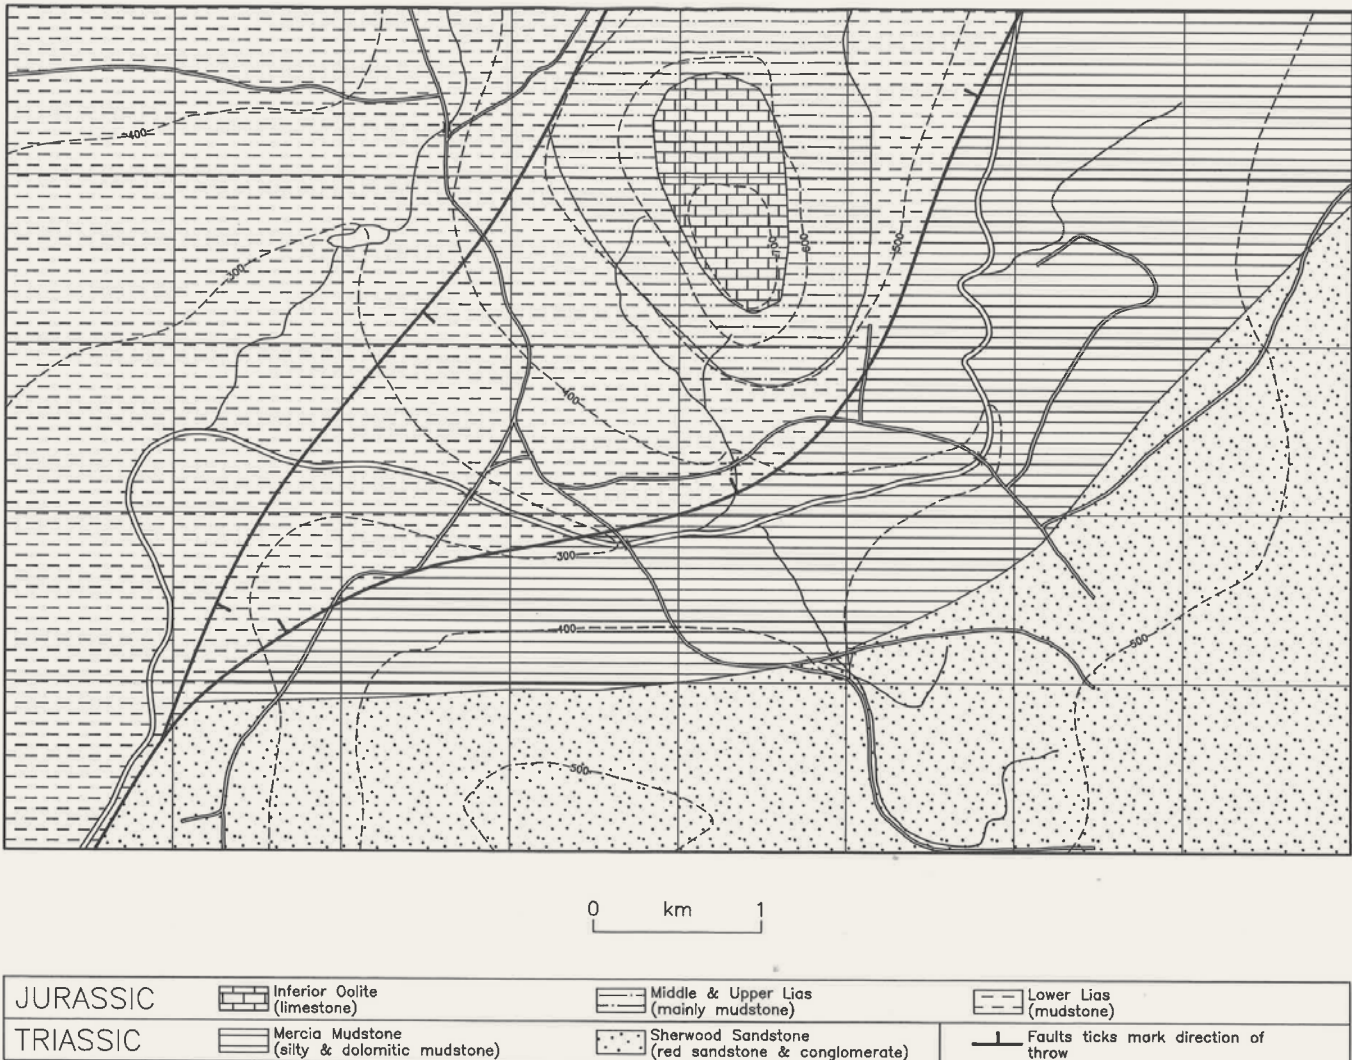 400
300
600
700
500
400
300
400
500
500
0 km 1
JURASSIC
Inferior Oolite
(limestone)
Middle & Upper Lias
(mainly mudstone)
Lower Lias
(mudstone)
TRIASSIC
Mercia Mudstone
(silty & dolomitic mudstone)
Sherwood Sandstone
(red sandstone & conglomerate)
Faults ticks mark direction of
throw